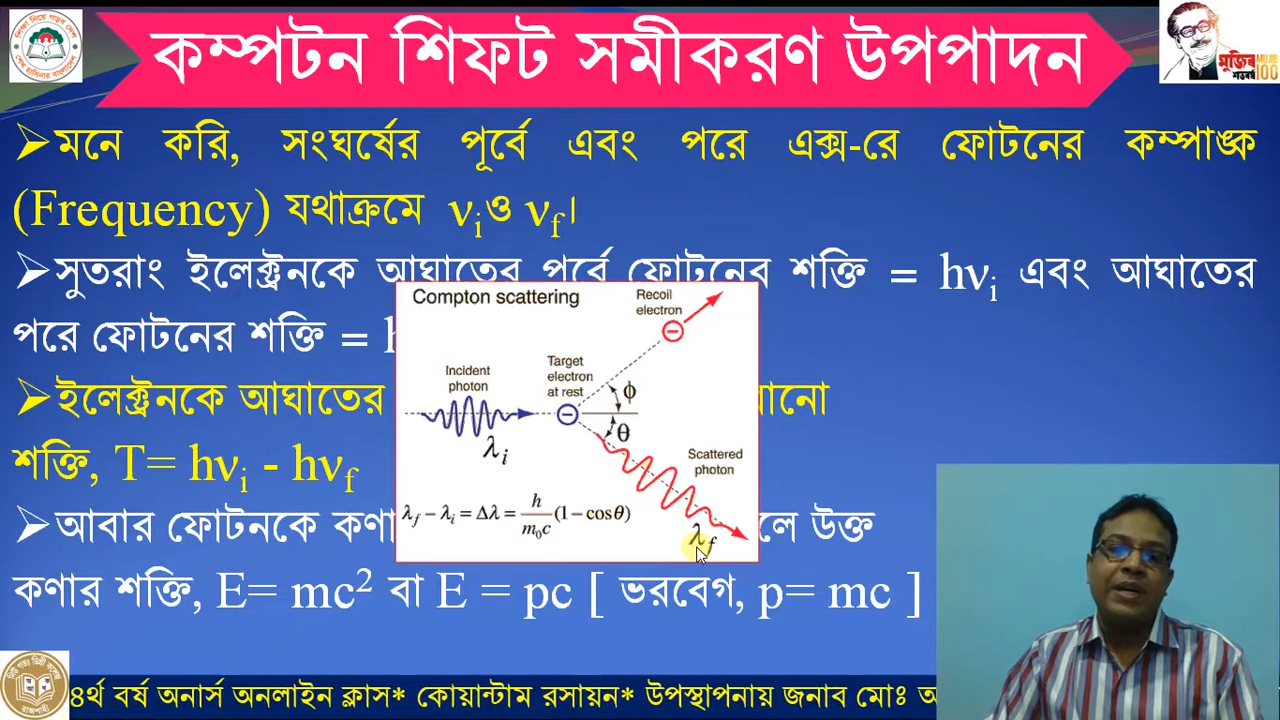 কম্পটন শিফট সমীকরণ উপপাদন
মুজিব MUJIB
শতবর্ষ 100
➢মনে করি, সংঘর্ষের পূর্বে এবং পরে এক্স-রে ফোটনের কম্পাঙ্ক
(Frequency) যথাক্রমে νi ও νf।
➢সুতরাং ইলেক্ট্রনকে আঘাতের পূর্বে ফোটনের শক্তি = hνi এবং আঘাতের
পরে ফোটনের শক্তি = h
➢ইলেক্ট্রনকে আঘাতের
শক্তি, T= hνi - hνf
➢আবার ফোটনকে কণা লে উক্ত
কণার শক্তি, E= mc² বা E = pc [ ভরবেগ, p= mc ]
Compton scattering
Recoil
electron
Incident
photon
Target
electron
at rest
ϕ
θ
λi
Scattered
photon
λf – λi = Δλ = h/m₀c (1– cosθ)
λf
৪র্থ বর্ষ অনার্স অনলাইন ক্লাস* কোয়ান্টাম রসায়ন* উপস্থাপনায় জনাব মোঃ